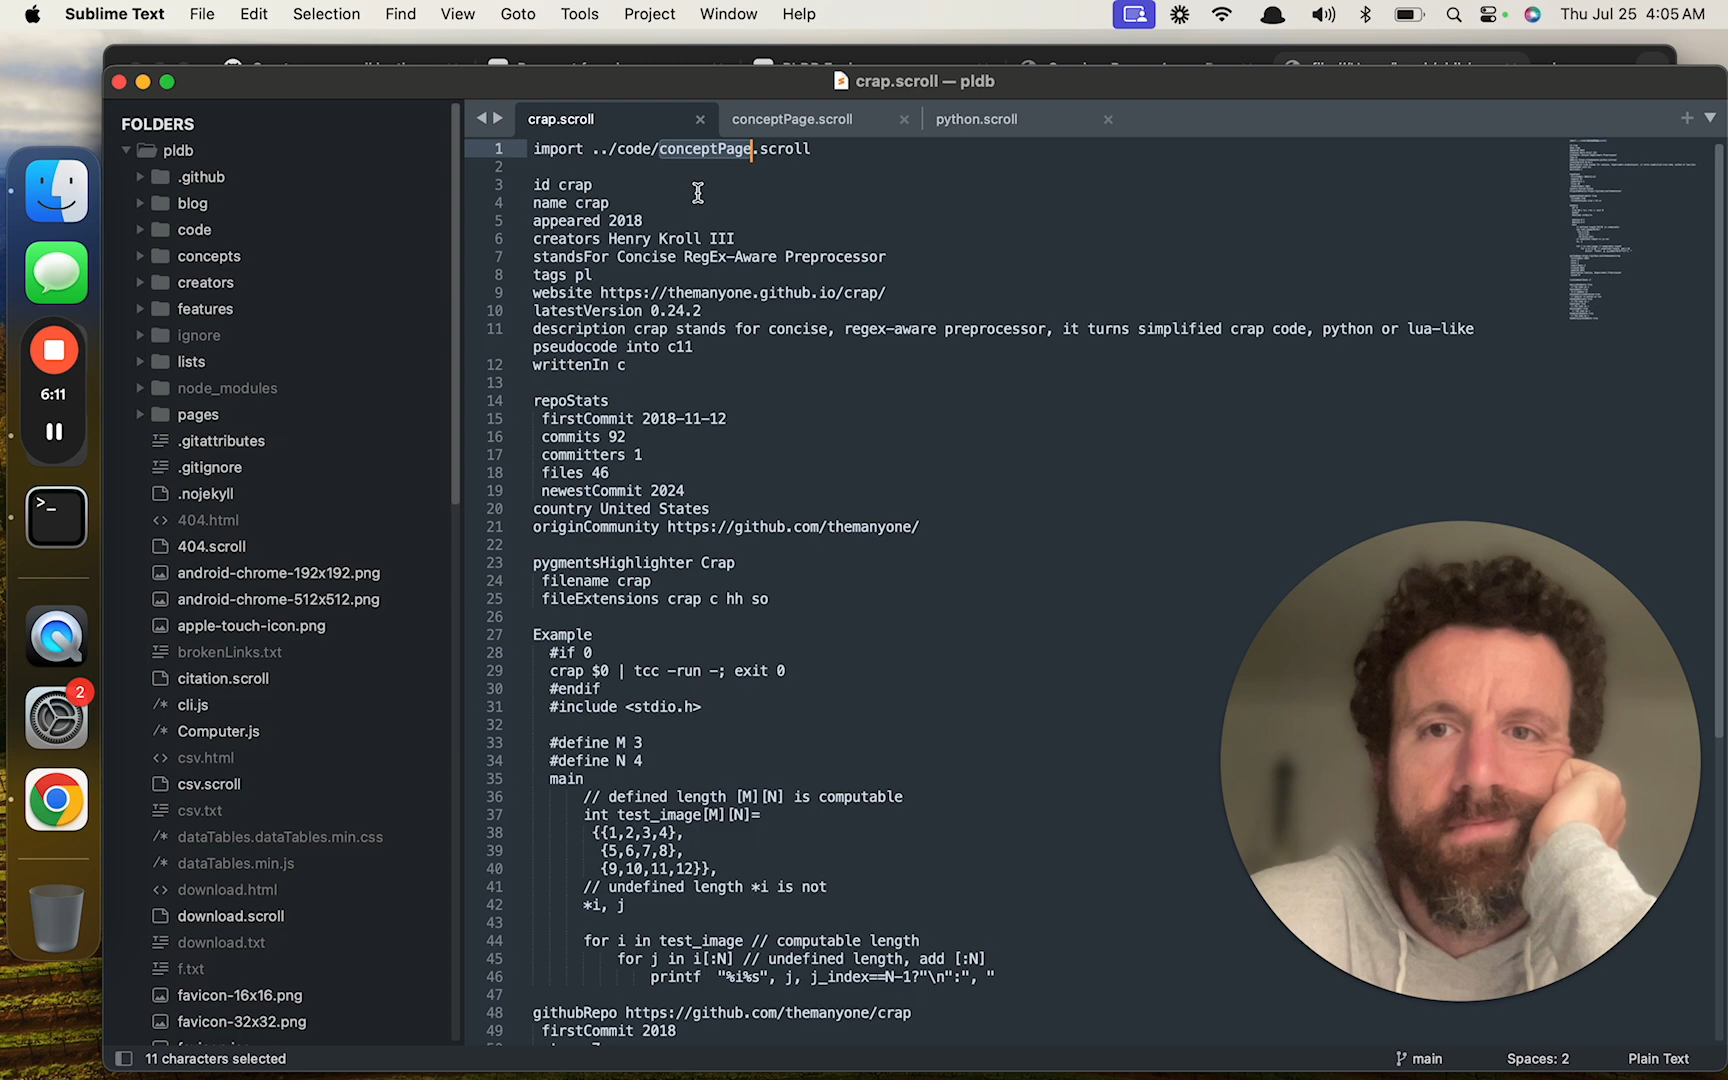 Sublime Text File Edit Selection Find View Goto Tools Project Window Help
Thu Jul 25 4:05 AM
crap.scroll — pldb
FOLDERS
pldb
.github
blog
code
concepts
creators
features
ignore
lists
node_modules
pages
.gitattributes
.gitignore
.nojekyll
404.html
404.scroll
android-chrome-192x192.png
android-chrome-512x512.png
apple-touch-icon.png
brokenLinks.txt
citation.scroll
cli.js
Computer.js
csv.html
csv.scroll
csv.txt
dataTables.dataTables.min.css
dataTables.min.js
download.html
download.scroll
download.txt
f.txt
favicon-16x16.png
favicon-32x32.png
6:11
2
crap.scroll conceptPage.scroll python.scroll
1 import ../code/conceptPage.scroll
2
3 id crap
4 name crap
5 appeared 2018
6 creators Henry Kroll III
7 standsFor Concise RegEx-Aware Preprocessor
8 tags pl
9 website https://themanyone.github.io/crap/
10 latestVersion 0.24.2
11 description crap stands for concise, regex-aware preprocessor, it turns simplified crap code, python or lua-like
pseudocode into c11
12 writtenIn c
13
14 repoStats
15 firstCommit 2018-11-12
16 commits 92
17 committers 1
18 files 46
19 newestCommit 2024
20 country United States
21 originCommunity https://github.com/themanyone/
22
23 pygmentsHighlighter Crap
24 filename crap
25 fileExtensions crap c hh so
26
27 Example
28 #if 0
29 crap $0 | tcc -run -; exit 0
30 #endif
31 #include <stdio.h>
32
33 #define M 3
34 #define N 4
35 main
36 // defined length [M][N] is computable
37 int test_image[M][N]=
38 {{1,2,3,4},
39 {5,6,7,8},
40 {9,10,11,12}},
41 // undefined length *i is not
42 *i, j
43
44 for i in test_image // computable length
45 for j in i[:N] // undefined length, add [:N]
46 printf "%i%s", j, j_index==N-1?"\n":", "
47
48 githubRepo https://github.com/themanyone/crap
49 firstCommit 2018
11 characters selected
main
Spaces: 2
Plain Text